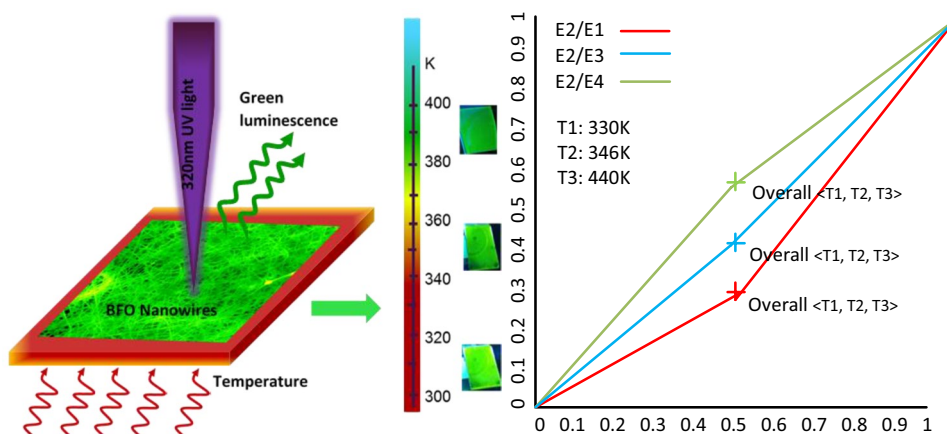 320nm UV light
Green
luminescence
BFO Nanowires
Temperature
K
400
380
360
340
320
300
E2/E1
E2/E3
E2/E4
T1: 330K
T2: 346K
T3: 440K
Overall <T1, T2, T3>
Overall <T1, T2, T3>
Overall <T1, T2, T3>
1
0.9
0.8
0.7
0.6
0.5
0.4
0.3
0.2
0.1
0
0 0.1 0.2 0.3 0.4 0.5 0.6 0.7 0.8 0.9 1